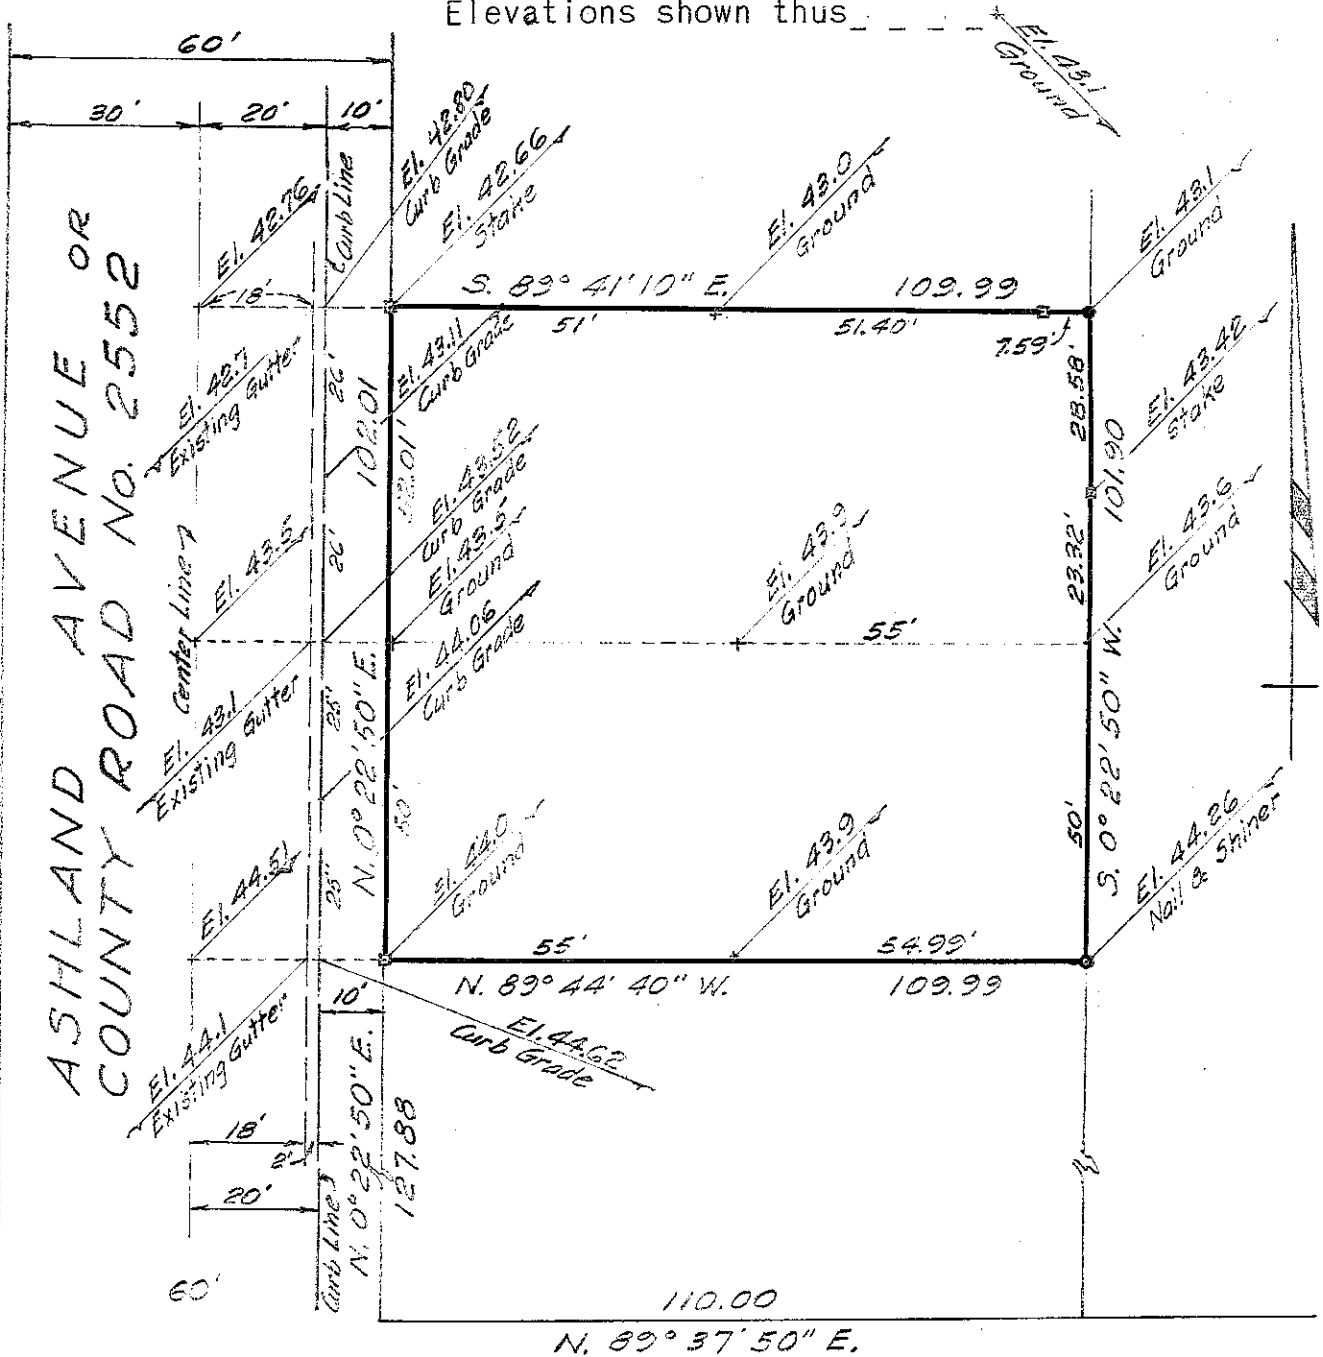 Elevations shown thus
El. 43.1
Ground
60'
30'
20'
10'
Curb Line
El. 42.80
Curb Grade
El. 42.66
Stake
El. 43.0
Ground
El. 43.1
Ground
El. 42.76
18'
S. 89° 41' 10" E.
109.99
51'
51.40'
7.59'
ASHLAND AVENUE OR
COUNTY ROAD No. 2552
El. 42.7
Existing Gutter
26'
102.01
El. 43.11
Curb Grade
28.58'
El. 43.42
Stake
101.90
El. 43.52
Curb Grade
El. 43.5
Ground
El. 43.9
Ground
23.32'
El. 43.6
Ground
Center Line
El. 43.5
26'
55'
El. 44.06
Curb Grade
El. 43.1
Existing Gutter
25'
N. 0° 22' 50" E.
50'
50'
S. 0° 22' 50" W.
El. 44.26
Nail & Shiner
El. 44.51
25'
El. 44.0
Ground
El. 43.9
Ground
55'
54.99'
N. 89° 44' 40" W.
109.99
10'
El. 44.62
Curb Grade
El. 44.1
Existing Gutter
18'
2'
20'
Curb Line
N. 0° 22' 50" E.
127.88
60'
110.00
N. 89° 37' 50" E.